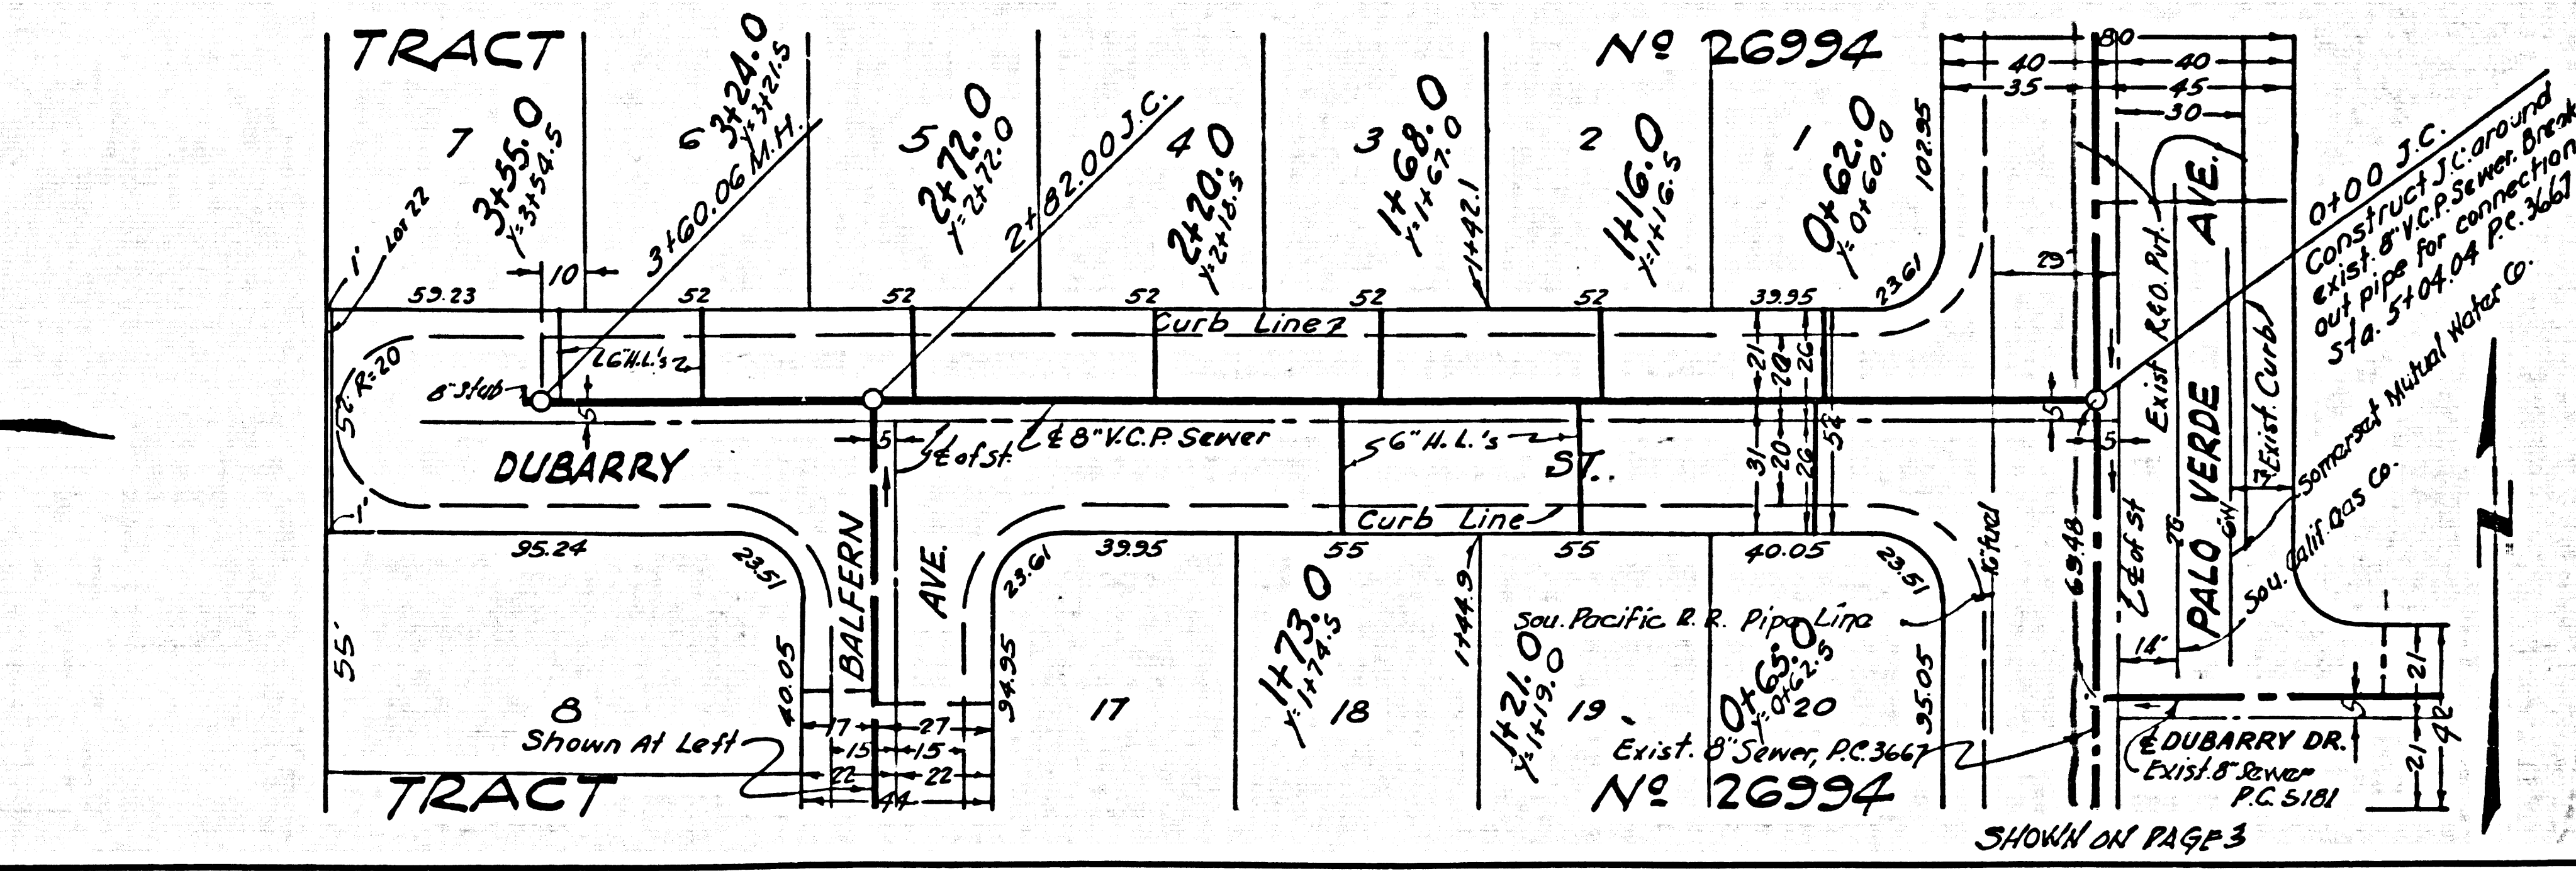 TRACT
Nº 26994
7
3+55.0
Y=3+54.5
6
3+24.0
Y=3+21.5
3+60.06 M.H.
5
2+72.0
Y=2+72.0
2+82.00 J.C.
4
2+20.0
Y=2+18.5
3
1+68.0
Y=1+67.0
1+42.1
2
1+16.0
Y=1+16.5
1
0+62.0
Y=0+60.0
102.95
80
40
40
35
45
30
0+00 J.C.
Construct J.C. around
exist. 8" V.C.P. Sewer. Break
out pipe for connection
Sta. 5+04.04 P.C. 3667
Somerset Mutual Water Co.
Sou. Calif. Gas Co.
1'
Lot 22
10
59.23
52
52
52
52
52
39.95
23.61
29
Exist R.&O. Pvt.
PALO VERDE AVE.
Exist. Curb
Curb Line
R=20
52
6" H.L.'s
8" Stub
5
21
20
26
5
DUBARRY
5
℄ of St.
℄ 8" V.C.P. Sewer
6" H.L.'s
ST.
31
20
26
52
5
1'
Curb Line
95.24
23.51
BALFERN
AVE.
23.61
39.95
55
55
40.05
23.51
16" fuel
69.48
℄ of St
26
6W
13
55'
40.05
94.95
1+73.0
Y=1+74.5
1+44.9
Sou. Pacific R.R. Pipe Line
1+21.0
Y=1+19.0
0+65.0
Y=0+62.5
95.05
14
8
Shown At Left
17
18
19
20
17
27
15
15
22
22
44
Exist. 8" Sewer, P.C. 3667
21
5
42
21
℄ DUBARRY DR.
Exist. 8" Sewer
P.C. 5181
TRACT
Nº 26994
SHOWN ON PAGE 3